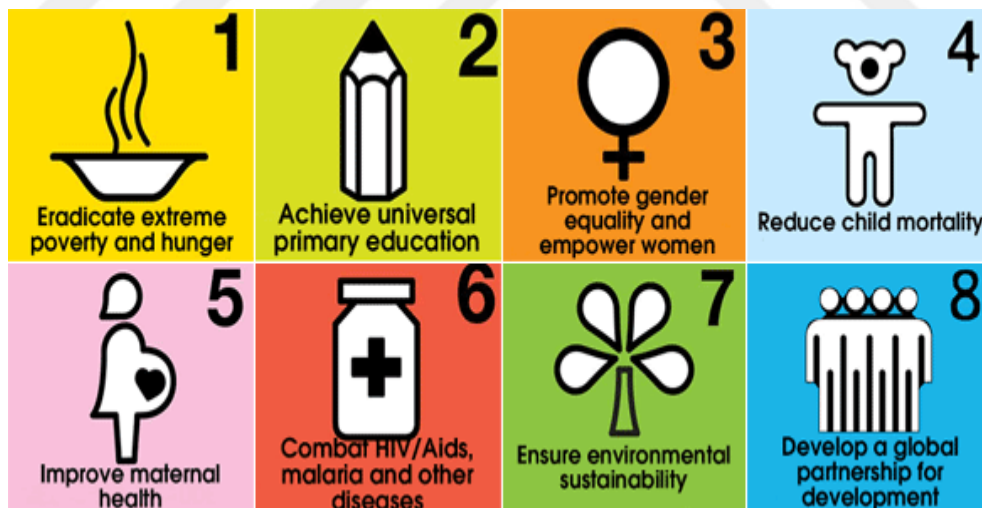 1
Eradicate extreme
poverty and hunger
2
Achieve universal
primary education
3
Promote gender
equality and
empower women
4
Reduce child mortality
5
Improve maternal
health
6
Combat HIV/Aids,
malaria and other
diseases
7
Ensure environmental
sustainability
8
Develop a global
partnership for
development